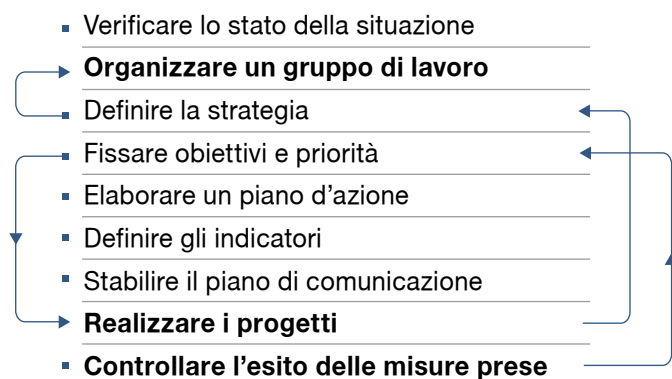 Verificare lo stato della situazione
Organizzare un gruppo di lavoro
Definire la strategia
Fissare obiettivi e priorità
Elaborare un piano d'azione
Definire gli indicatori
Stabilire il piano di comunicazione
Realizzare i progetti
Controllare l'esito delle misure prese